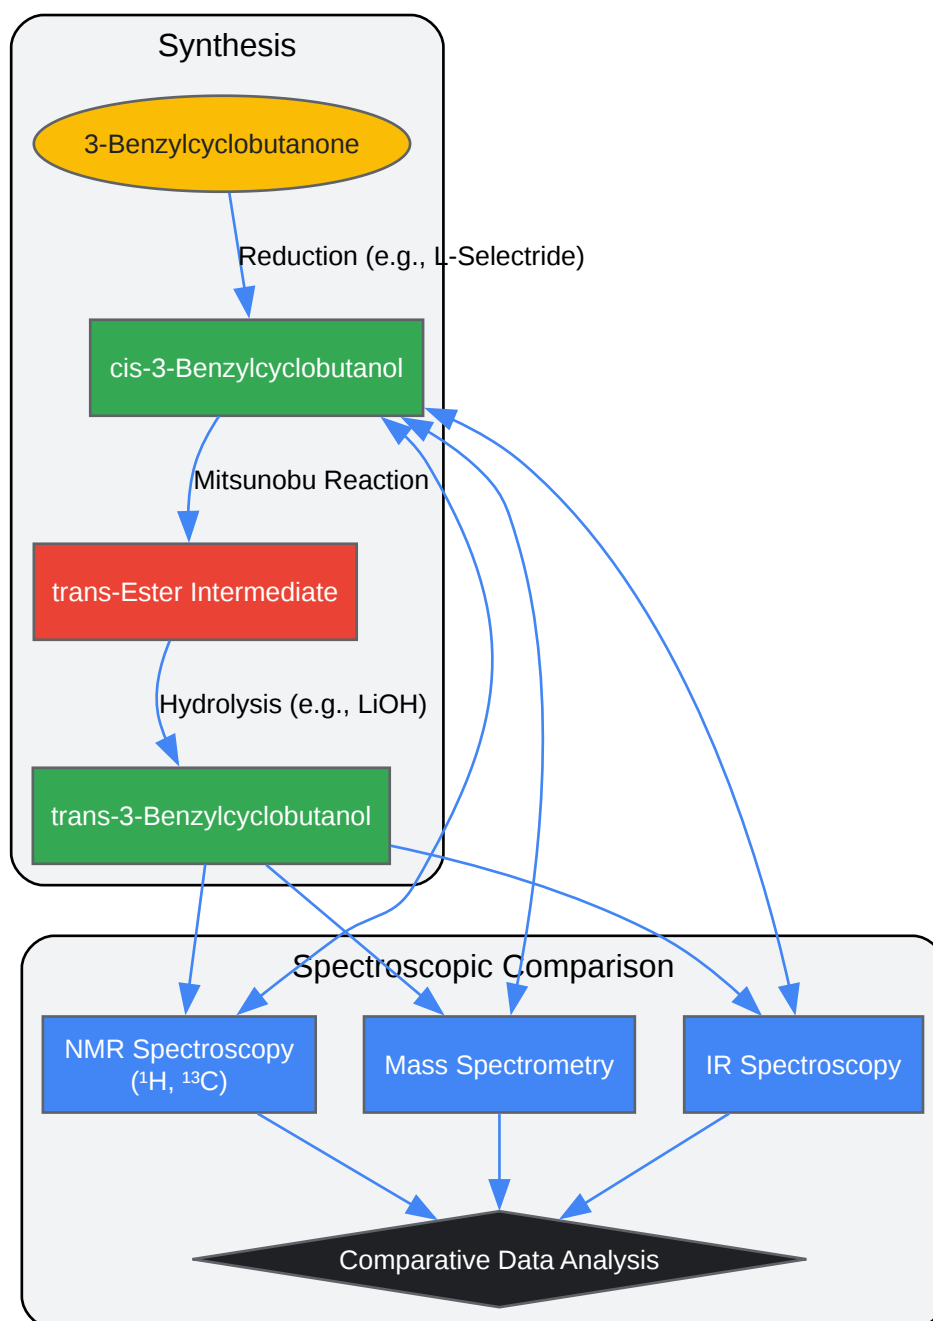 Synthesis
3-Benzylcyclobutanone
Reduction (e.g., L-Selectride)
cis-3-Benzylcyclobutanol
Mitsunobu Reaction
trans-Ester Intermediate
Hydrolysis (e.g., LiOH)
trans-3-Benzylcyclobutanol
Spectroscopic Comparison
NMR Spectroscopy
(¹H, ¹³C)
Mass Spectrometry
IR Spectroscopy
Comparative Data Analysis